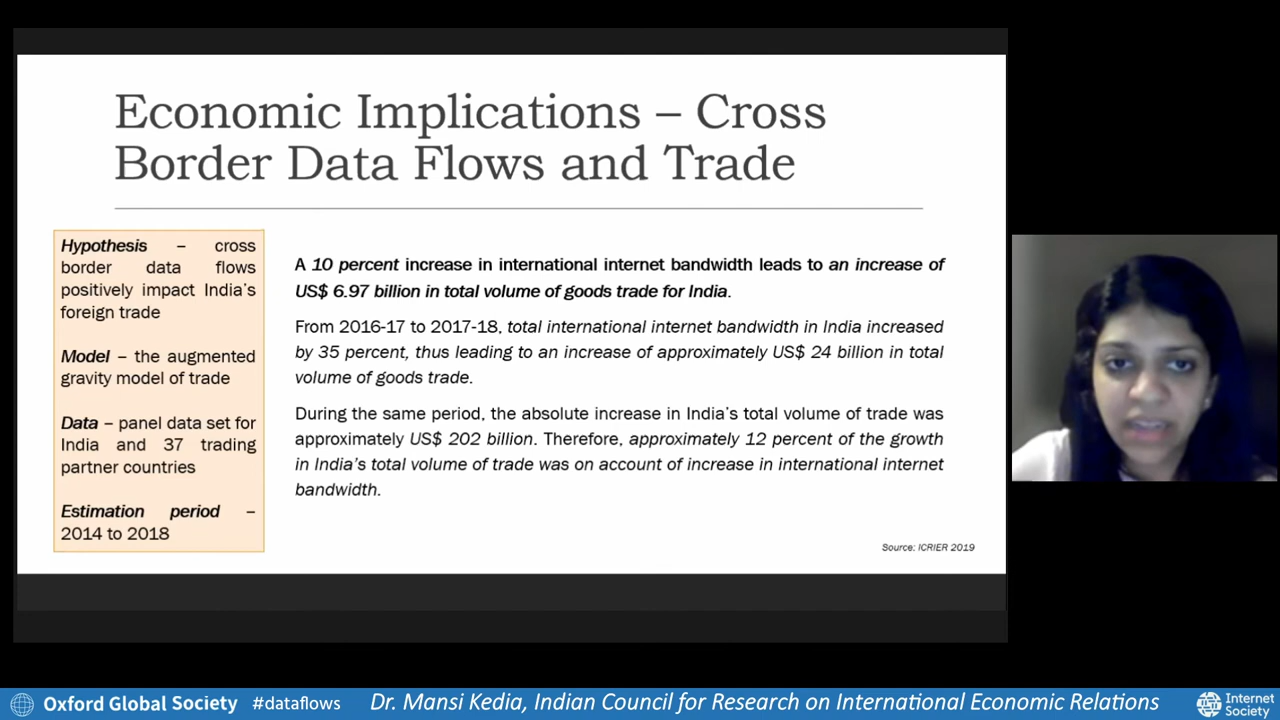 Economic Implications – Cross
Border Data Flows and Trade
Hypothesis – cross
border data flows
positively impact India's
foreign trade
Model – the augmented
gravity model of trade
Data – panel data set for
India and 37 trading
partner countries
Estimation period –
2014 to 2018
A 10 percent increase in international internet bandwidth leads to an increase of
US$ 6.97 billion in total volume of goods trade for India.
From 2016-17 to 2017-18, total international internet bandwidth in India increased
by 35 percent, thus leading to an increase of approximately US$ 24 billion in total
volume of goods trade.
During the same period, the absolute increase in India's total volume of trade was
approximately US$ 202 billion. Therefore, approximately 12 percent of the growth
in India's total volume of trade was on account of increase in international internet
bandwidth.
Source: ICRIER 2019
Oxford Global Society #dataflows Dr. Mansi Kedia, Indian Council for Research on International Economic Relations
Internet
Society